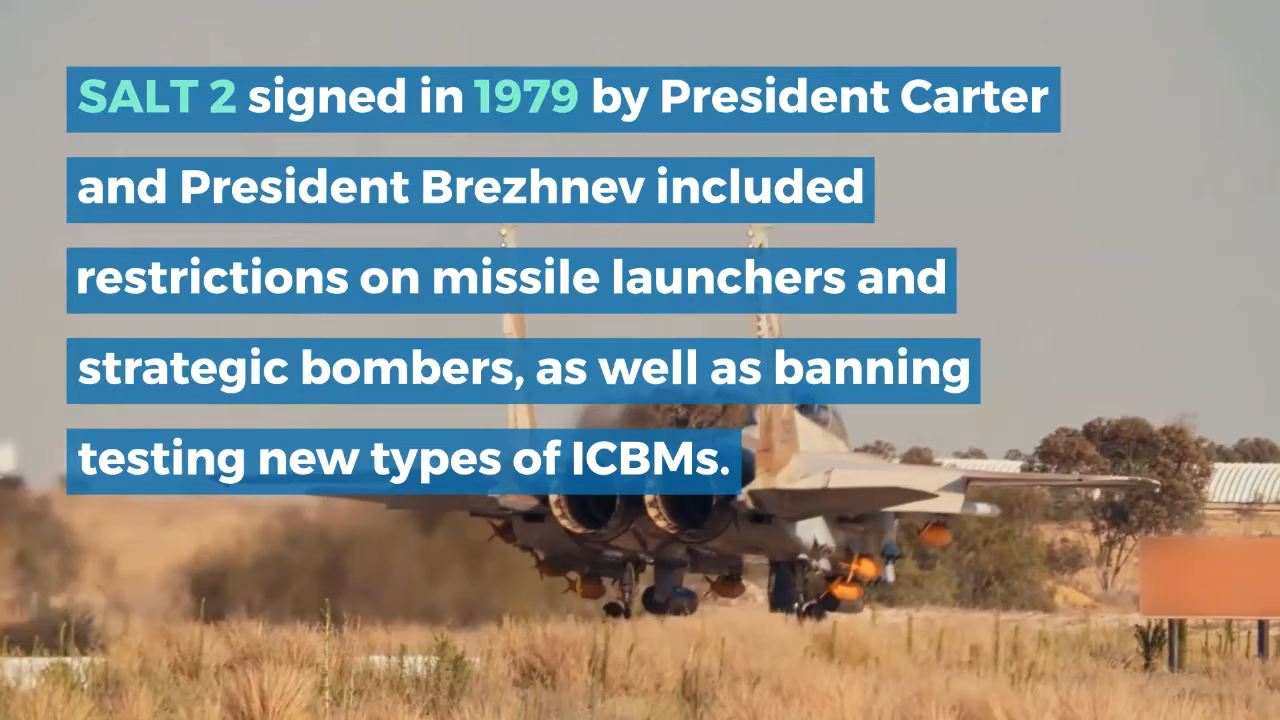 SALT 2 signed in 1979 by President Carter
and President Brezhnev included
restrictions on missile launchers and
strategic bombers, as well as banning
testing new types of ICBMs.